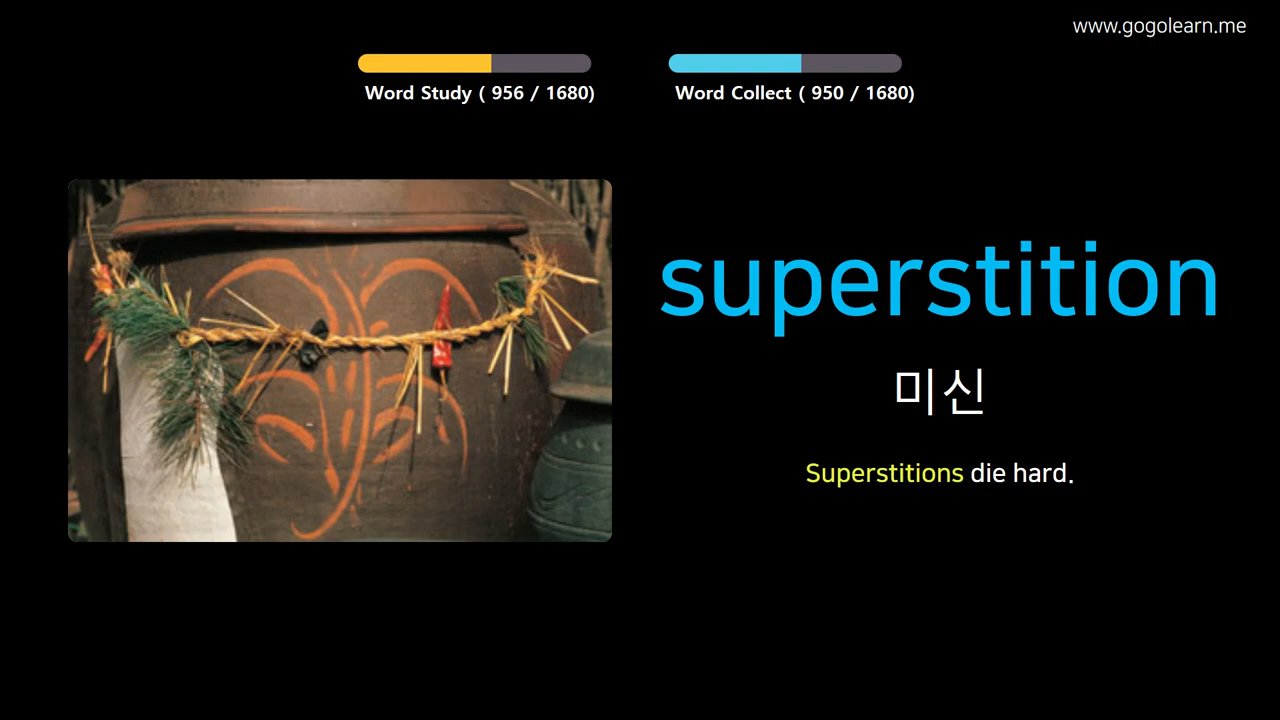 www.gogolearn.me
Word Study ( 956 / 1680)
Word Collect ( 950 / 1680)
superstition
미신
Superstitions die hard.